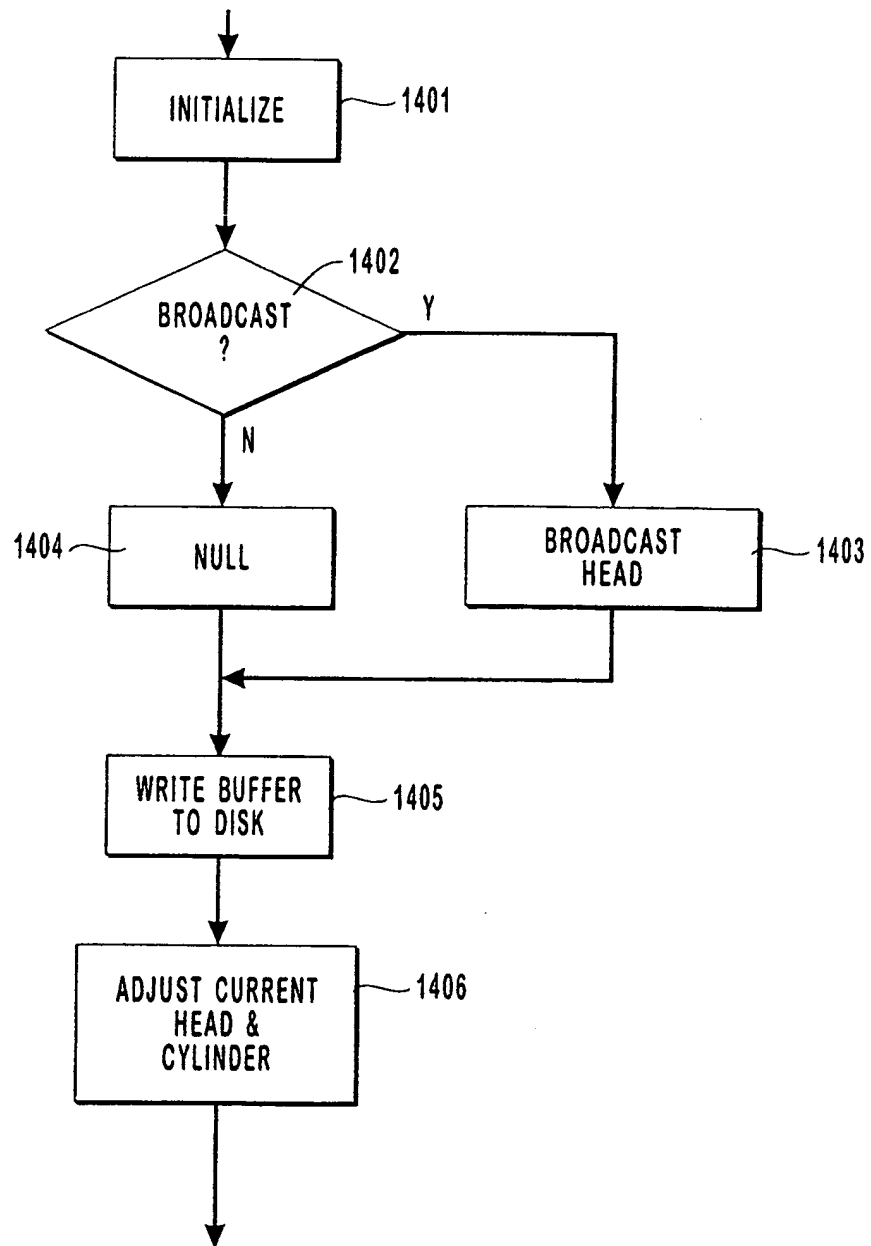 INITIALIZE
1401
1402
BROADCAST
?
Y
N
1404
NULL
BROADCAST
HEAD
1403
WRITE BUFFER
TO DISK
1405
ADJUST CURRENT
HEAD &
CYLINDER
1406